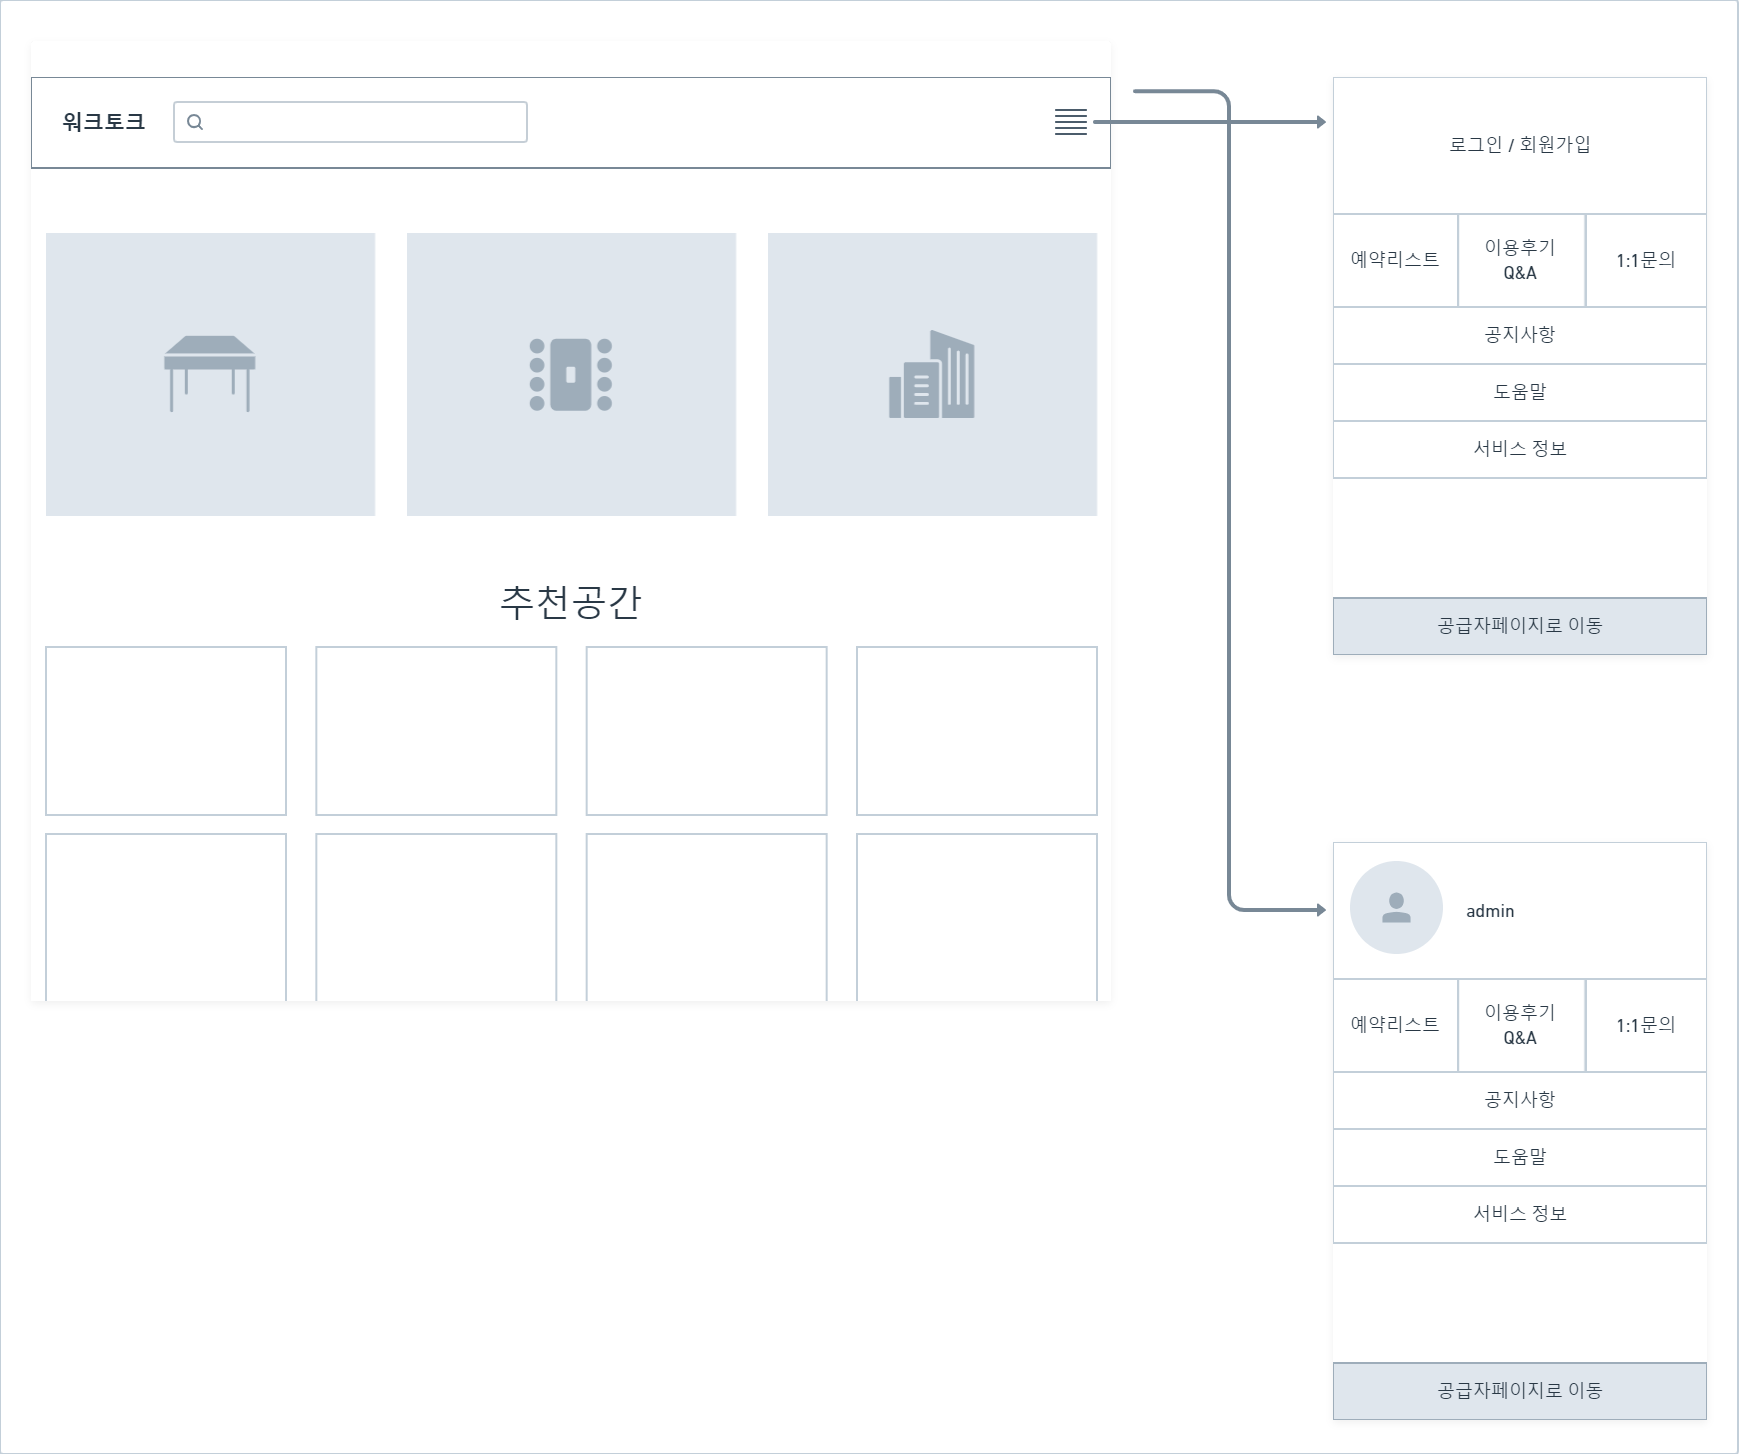 워크토크
추천공간
로그인 / 회원가입
예약리스트
이용후기
Q&A
1:1문의
공지사항
도움말
서비스 정보
공급자페이지로 이동
admin
예약리스트
이용후기
Q&A
1:1문의
공지사항
도움말
서비스 정보
공급자페이지로 이동